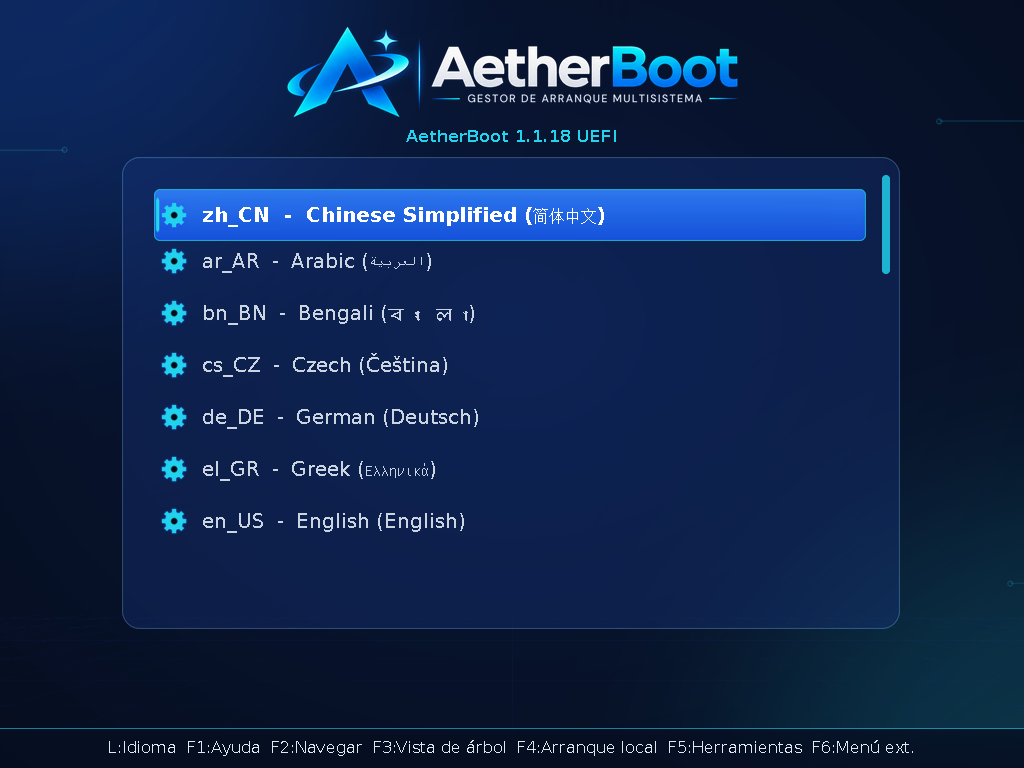 AetherBoot
GESTOR DE ARRANQUE MULTISISTEMA
AetherBoot 1.1.18 UEFI
zh_CN - Chinese Simplified (简体中文)
ar_AR - Arabic (العربية)
bn_BN - Bengali (বাংলা)
cs_CZ - Czech (Čeština)
de_DE - German (Deutsch)
el_GR - Greek (Ελληνικά)
en_US - English (English)
L:Idioma F1:Ayuda F2:Navegar F3:Vista de árbol F4:Arranque local F5:Herramientas F6:Menú ext.